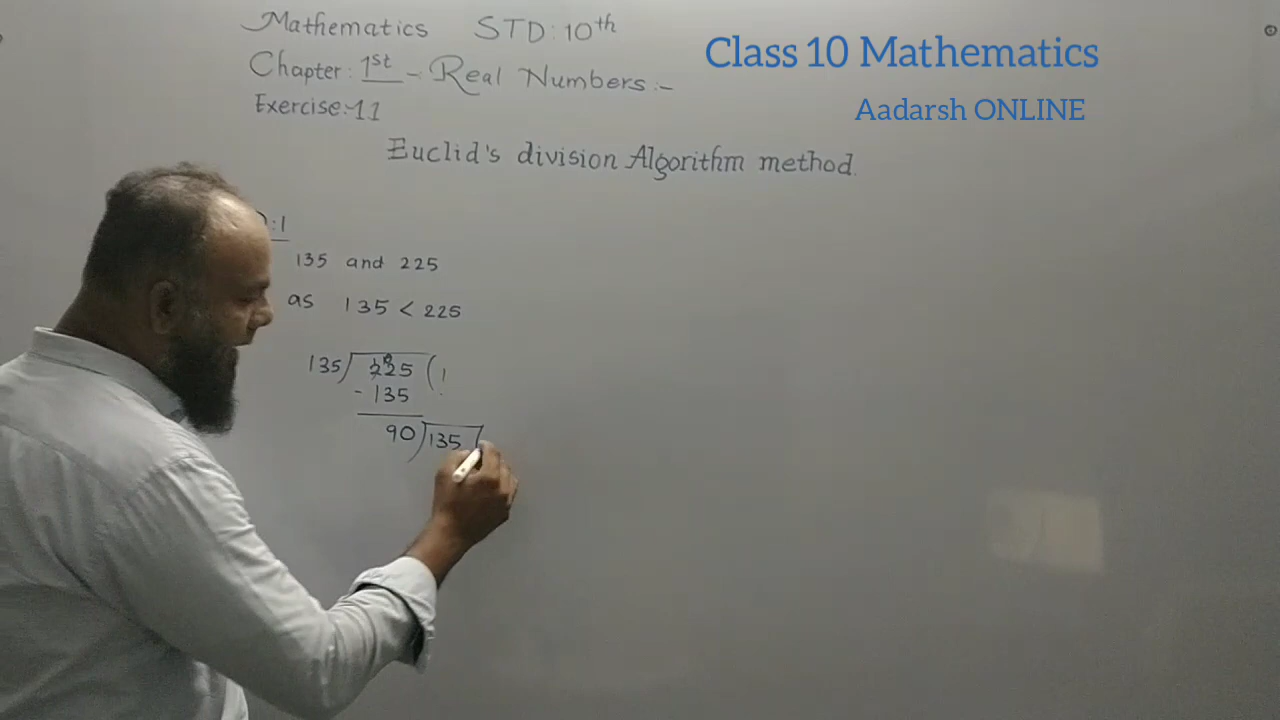 Mathematics STD: 10th
Chapter: 1st - Real Numbers:-
Exercise:-1.1
Class 10 Mathematics
Aadarsh ONLINE
Euclid's division Algorithm method.
:1
135 and 225
as 135 < 225
135) 225 ( 1
- 135
90) 135 (